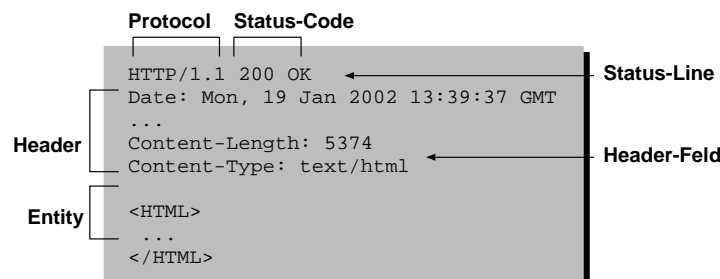 Protocol Status-Code
HTTP/1.1 200 OK
Status-Line
Date: Mon, 19 Jan 2002 13:39:37 GMT
...
Header
Content-Length: 5374
Content-Type: text/html
Header-Feld
Entity
<HTML>
...
</HTML>